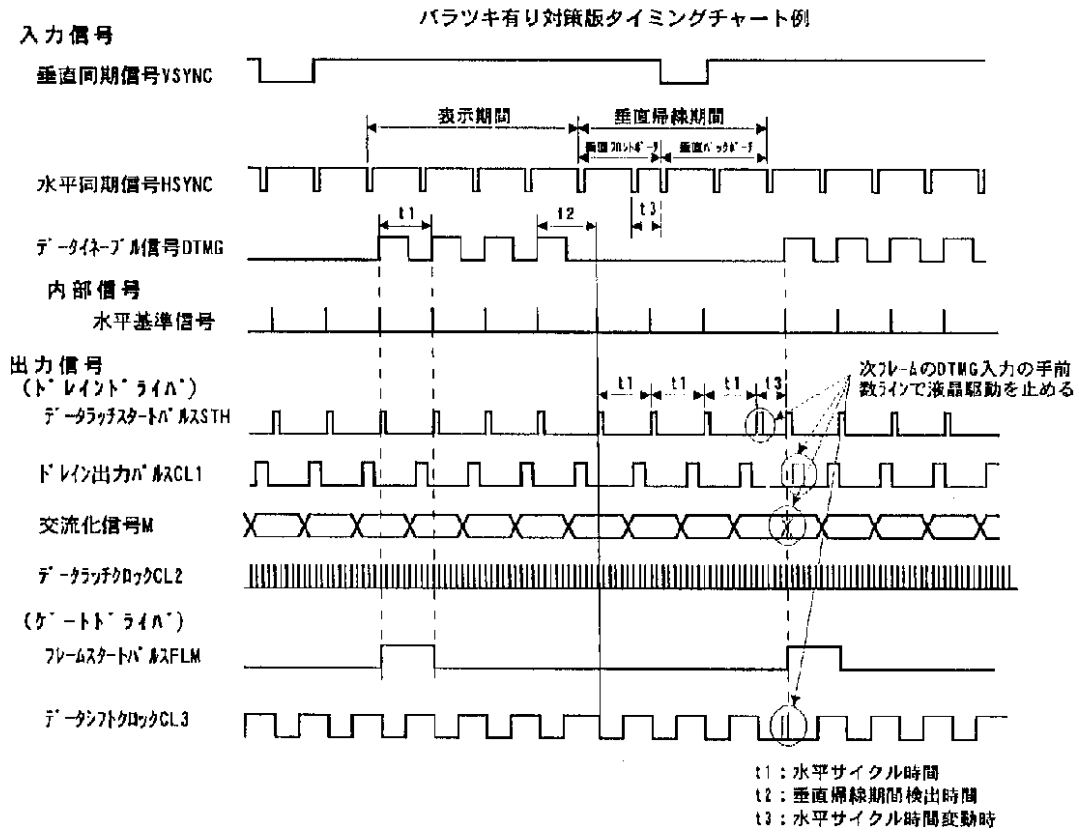 バラツキ有り対策版タイミングチャート例
入力信号
垂直同期信号VSYNC
表示期間
垂直帰線期間
垂直フロントポーチ
垂直バックポーチ
水平同期信号HSYNC
t1
t2
t3
データイネーブル信号DTMG
内部信号
水平基準信号
出力信号
(ドレインドライバ)
t1
t1
t1
t3
次フレームのDTMG入力の手前
数ラインで液晶駆動を止める
データラッチスタートパルスSTH
ドレイン出力パルスCL1
交流化信号M
データラッチクロックCL2
(ゲートドライバ)
フレームスタートパルスFLM
データシフトクロックCL3
t1:水平サイクル時間
t2:垂直帰線期間検出時間
t3:水平サイクル時間変動時